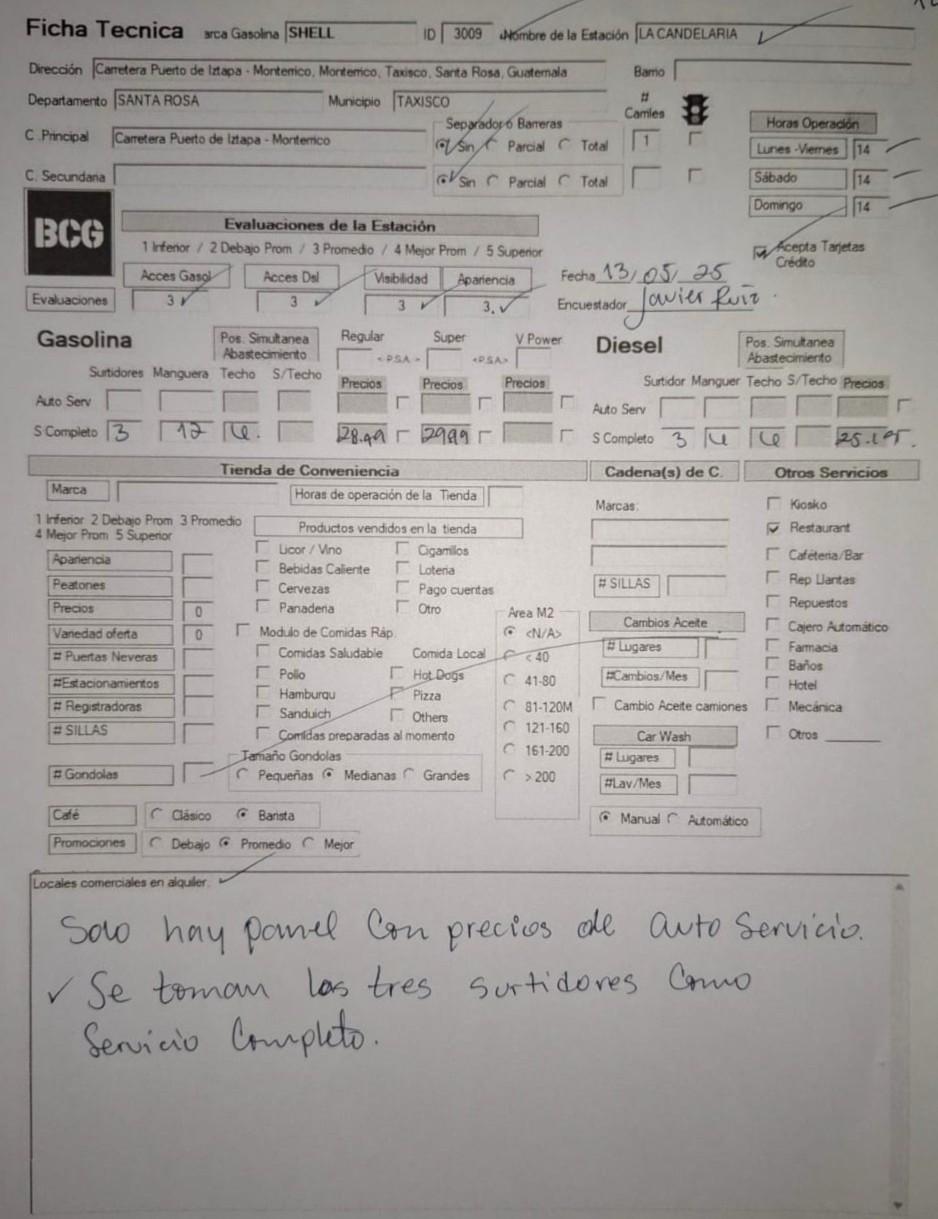 Ficha Tecnica arca Gasolina SHELL ID 3009 Nombre de la Estación LA CANDELARIA
Dirección Carretera Puerto de Iztapa - Monterrico, Monterrico, Taxisco, Santa Rosa, Guatemala Barrio
Departamento SANTA ROSA Municipio TAXISCO # Carriles
C .Principal Carretera Puerto de Iztapa - Monterrico Separador o Barreras Sin Parcial Total 1 Horas Operación
Lunes -Viernes 14
C. Secundaria Sin Parcial Total Sábado 14
Domingo 14
BCG
Evaluaciones de la Estación
1 Inferior / 2 Debajo Prom / 3 Promedio / 4 Mejor Prom / 5 Superior Acepta Tarjetas Crédito
Acces Gasol Acces Dsl Visibilidad Apariencia Fecha 13/05/25
Evaluaciones 3 3 3 3. Encuestador Javier Ruiz.
Gasolina Pos. Simultanea Abastecimiento Regular Super V Power Diesel Pos. Simultanea Abastecimiento
< P.S.A > <P.S.A>
Surtidores Manguera Techo S/Techo Precios Precios Precios Surtidor Manguer Techo S/Techo Precios
Auto Serv Auto Serv
S Completo 3 12 28.99 29.99 S Completo 3
Tienda de Conveniencia Cadena(s) de C. Otros Servicios
Marca Horas de operación de la Tienda Marcas: Kiosko
1 Inferior 2 Debajo Prom 3 Promedio Productos vendidos en la tienda Restaurant
4 Mejor Prom 5 Superior
Apariencia Licor / Vino Cigarrillos Cafeteria/Bar
Bebidas Caliente Loteria
Peatones Cervezas Pago cuentas # SILLAS Rep Llantas
Precios 0 Panaderia Otro Area M2 Repuestos
Variedad oferta 0 Modulo de Comidas Ráp. <N/A> Cambios Aceite Cajero Automático
# Puertas Neveras Comidas Saludable Comida Local < 40 # Lugares Farmacia
#Estacionamientos Pollo Hot Dogs 41-80 #Cambios/Mes Baños
Hamburgu Pizza Hotel
# Registradoras Sanduich Others 81-120M Cambio Aceite camiones Mecánica
# SILLAS Comidas preparadas al momento 121-160 Car Wash Otros
Tamaño Gondolas 161-200 # Lugares
# Gondolas Pequeñas Medianas Grandes > 200 #Lav/Mes
Café Clásico Barista Manual Automático
Promociones Debajo Promedio Mejor
Locales comerciales en alquiler.
Solo hay panel Con precios de auto Servicio.
✓ Se toman los tres surtidores Como
Servicio Completo.